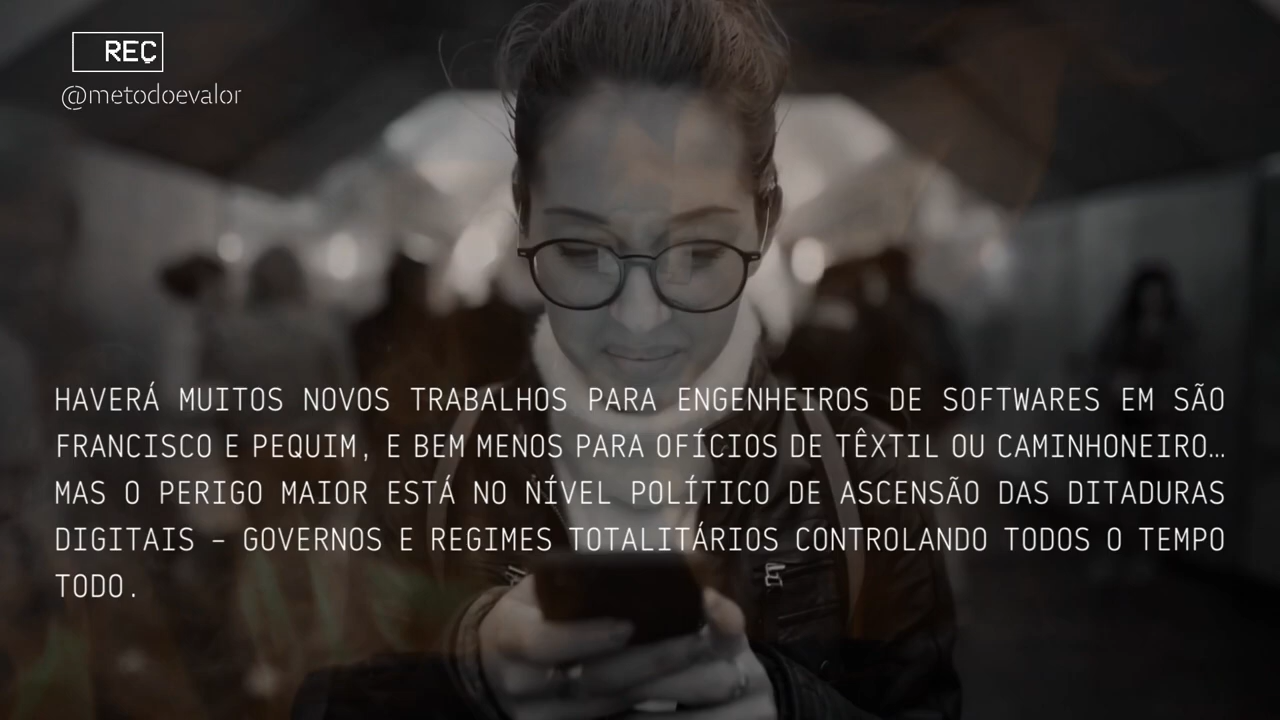 REC
@metodoevalor
HAVERÁ MUITOS NOVOS TRABALHOS PARA ENGENHEIROS DE SOFTWARES EM SÃO
FRANCISCO E PEQUIM, E BEM MENOS PARA OFÍCIOS DE TÊXTIL OU CAMINHONEIRO…
MAS O PERIGO MAIOR ESTÁ NO NÍVEL POLÍTICO DE ASCENSÃO DAS DITADURAS
DIGITAIS – GOVERNOS E REGIMES TOTALITÁRIOS CONTROLANDO TODOS O TEMPO
TODO.